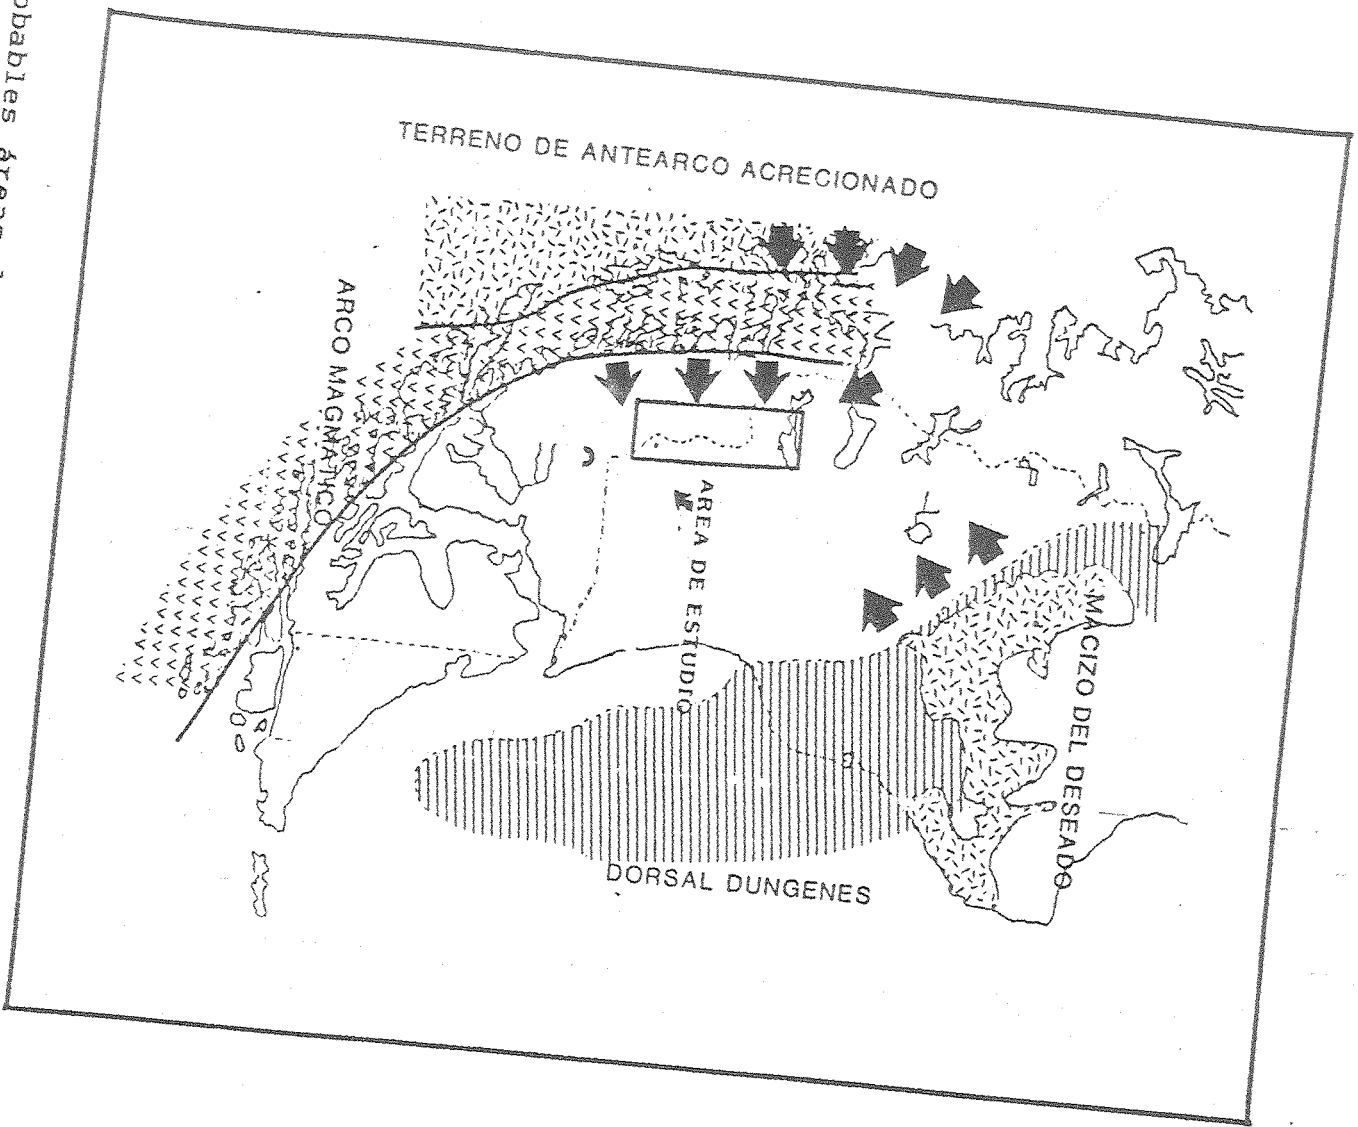 TERRENO DE ANTEARCO ACRECIONADO
ARCO MAGMATICO
AREA DE ESTUDIO
MACIZO DEL DESEADO
DORSAL DUNGENES